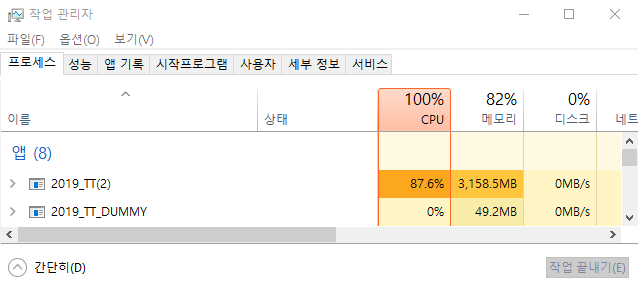 작업 관리자
파일(F) 옵션(O) 보기(V)
프로세스 성능 앱 기록 시작프로그램 사용자 세부 정보 서비스
100% 82% 0%
이름 상태 CPU 메모리 디스크 네트
앱 (8)
2019_TT(2) 87.6% 3,158.5MB 0MB/s
2019_TT_DUMMY 0% 49.2MB 0MB/s
간단히(D) 작업 끝내기(E)